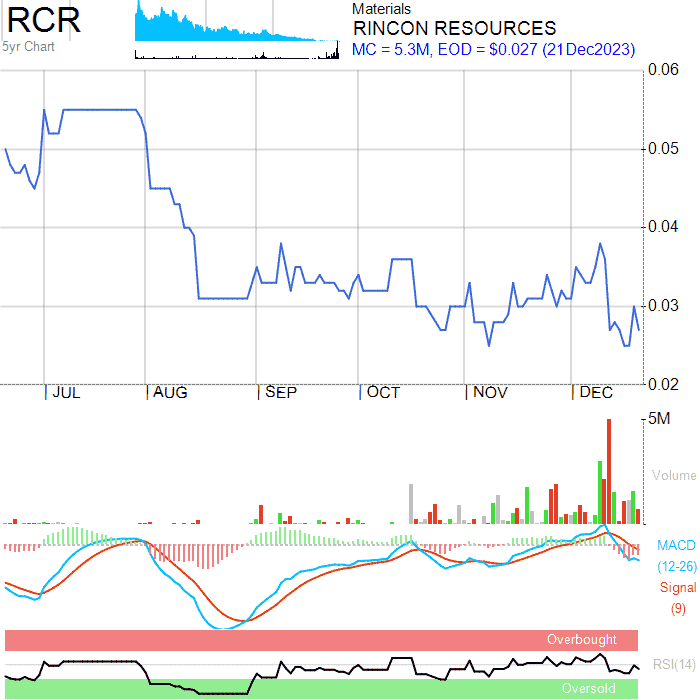 RCR
5yr Chart
Materials
RINCON RESOURCES
MC = 5.3M, EOD = $0.027 (21Dec2023)
0.06
0.05
0.04
0.03
0.02
JUL AUG SEP OCT NOV DEC
5M
Volume
MACD
(12-26)
Signal
(9)
Overbought
RSI(14)
Oversold